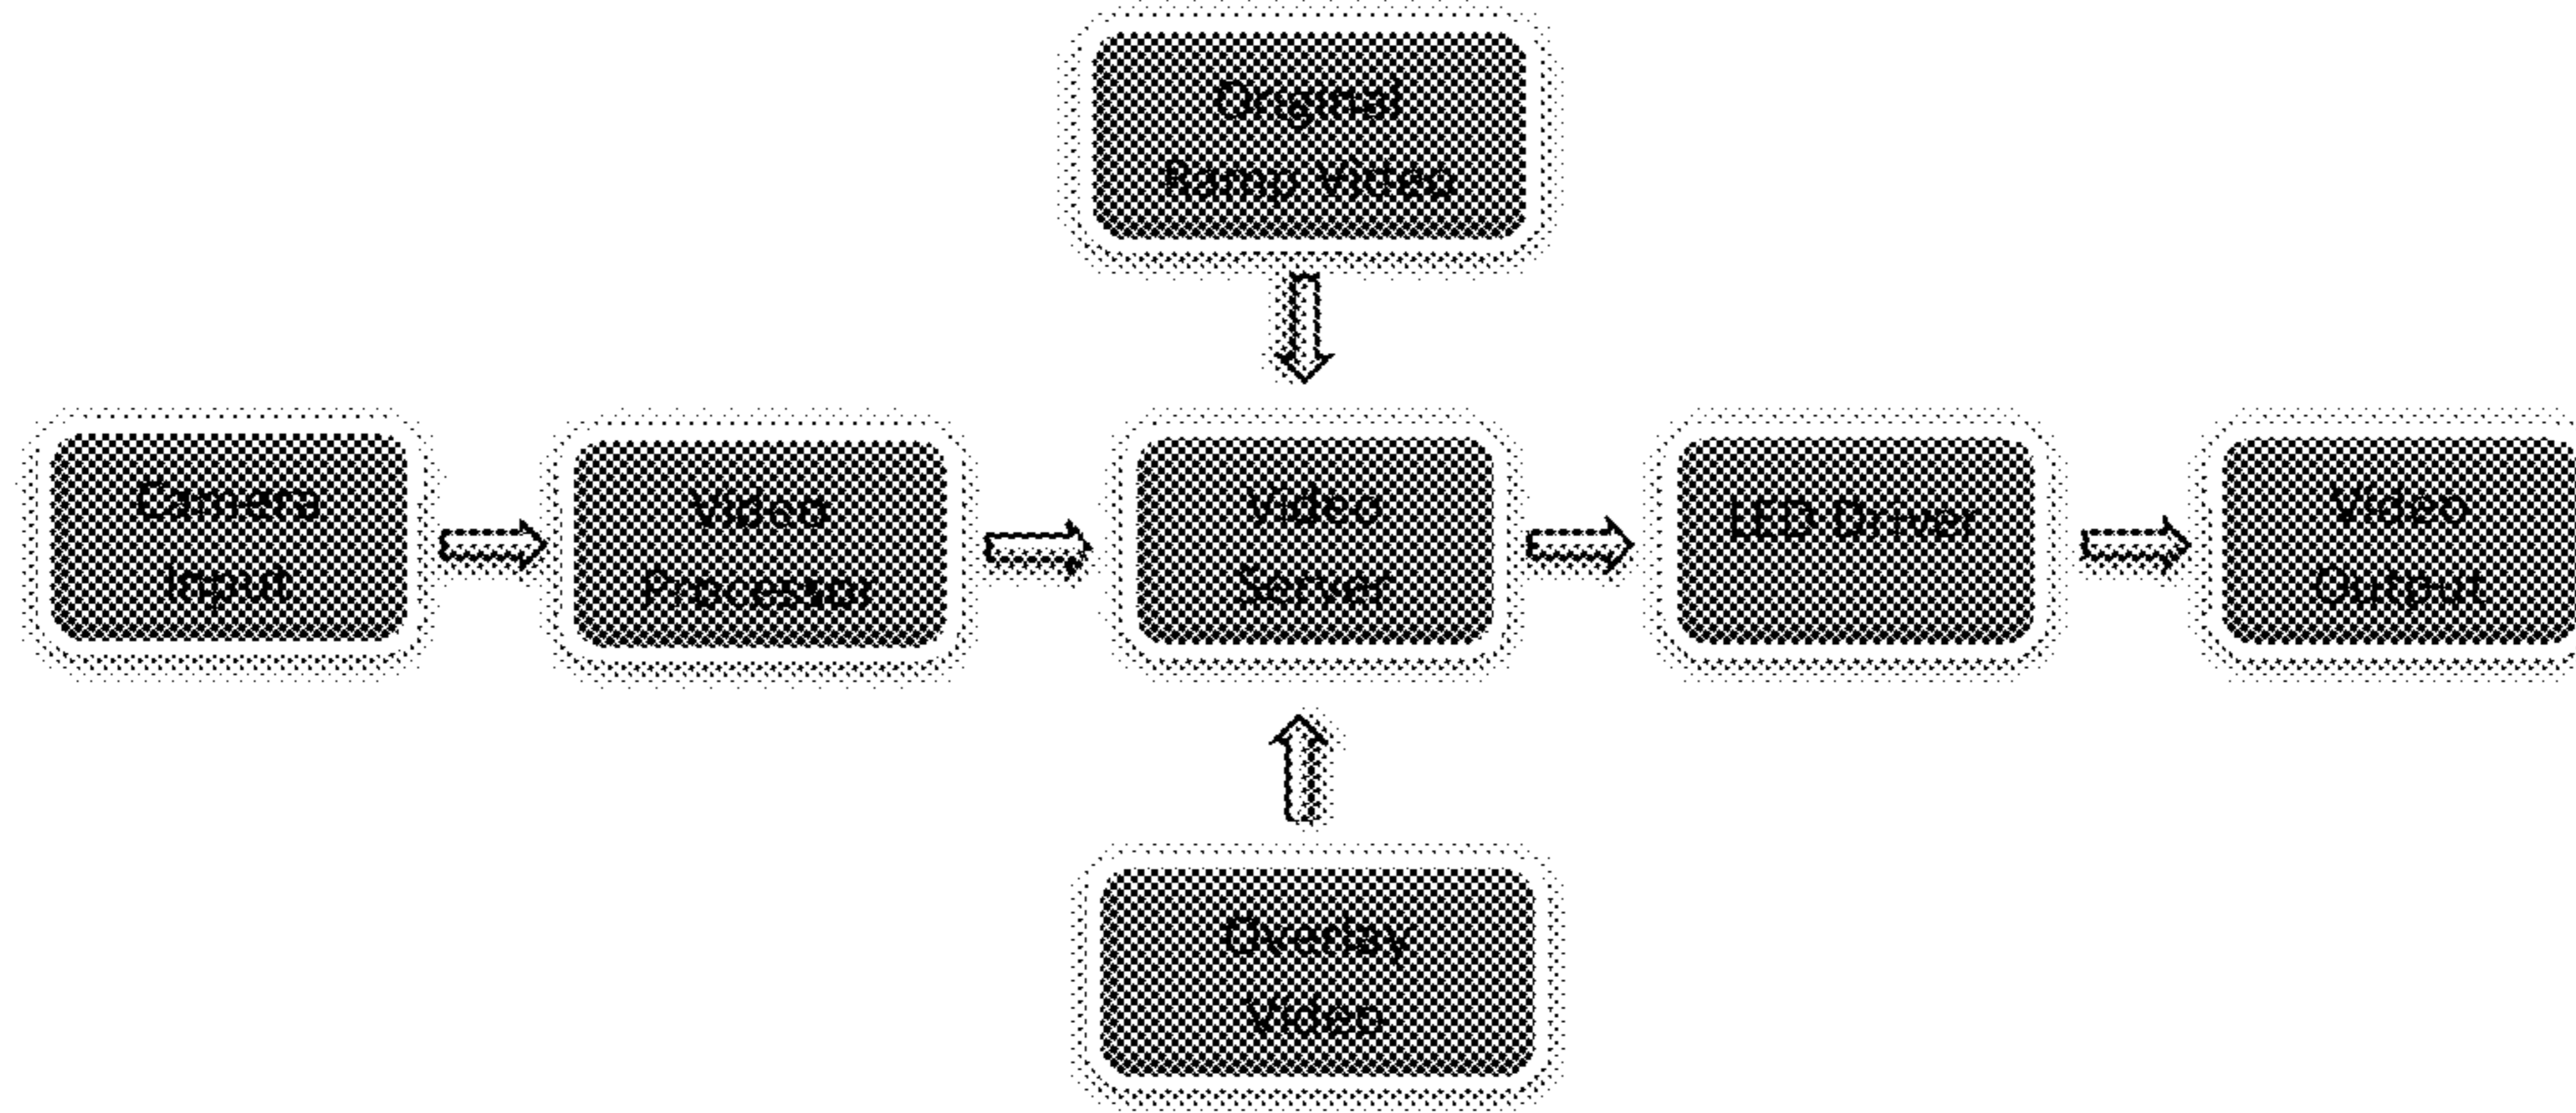 Original
Ramp Video
Camera
Input
Video
Processor
Video
Server
LED Driver
Video
Output
Overlay
Video